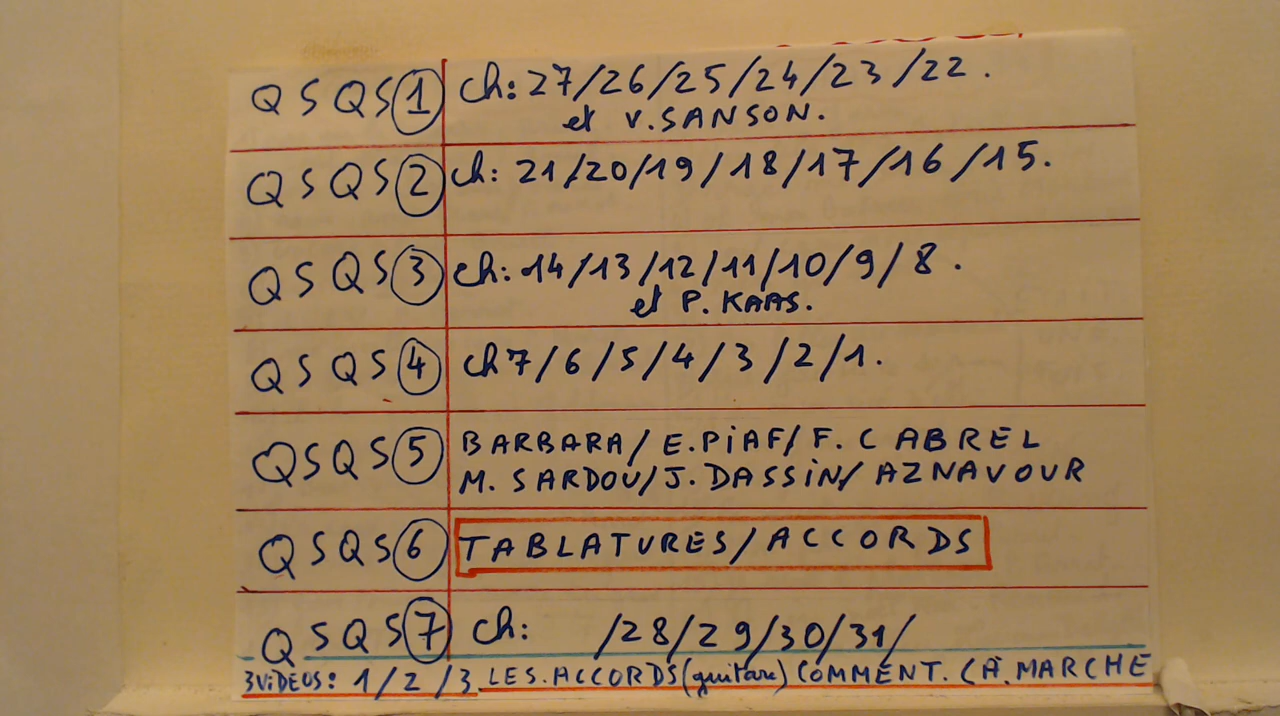 QSQS 1 ch: 27/26/25/24/23/22.
et V. SANSON.
QSQS 2 ch: 21/20/19/18/17/16/15.
QSQS 3 ch: 14/13/12/11/10/9/8.
et P. KAAS.
QSQS 4 ch 7/6/5/4/3/2/1.
QSQS 5 BARBARA/ E.PiAF/ F. CABREL
M. SARDOU/ J. DASSiN/ AZNAVOUR
QSQS 6 TABLATURES/ACCORDS
QSQS 7 ch: /28/29/30/31/
3ViDEOS: 1/2/3 LES.ACCORDS (guitare) COMMENT. CA. MARCHE